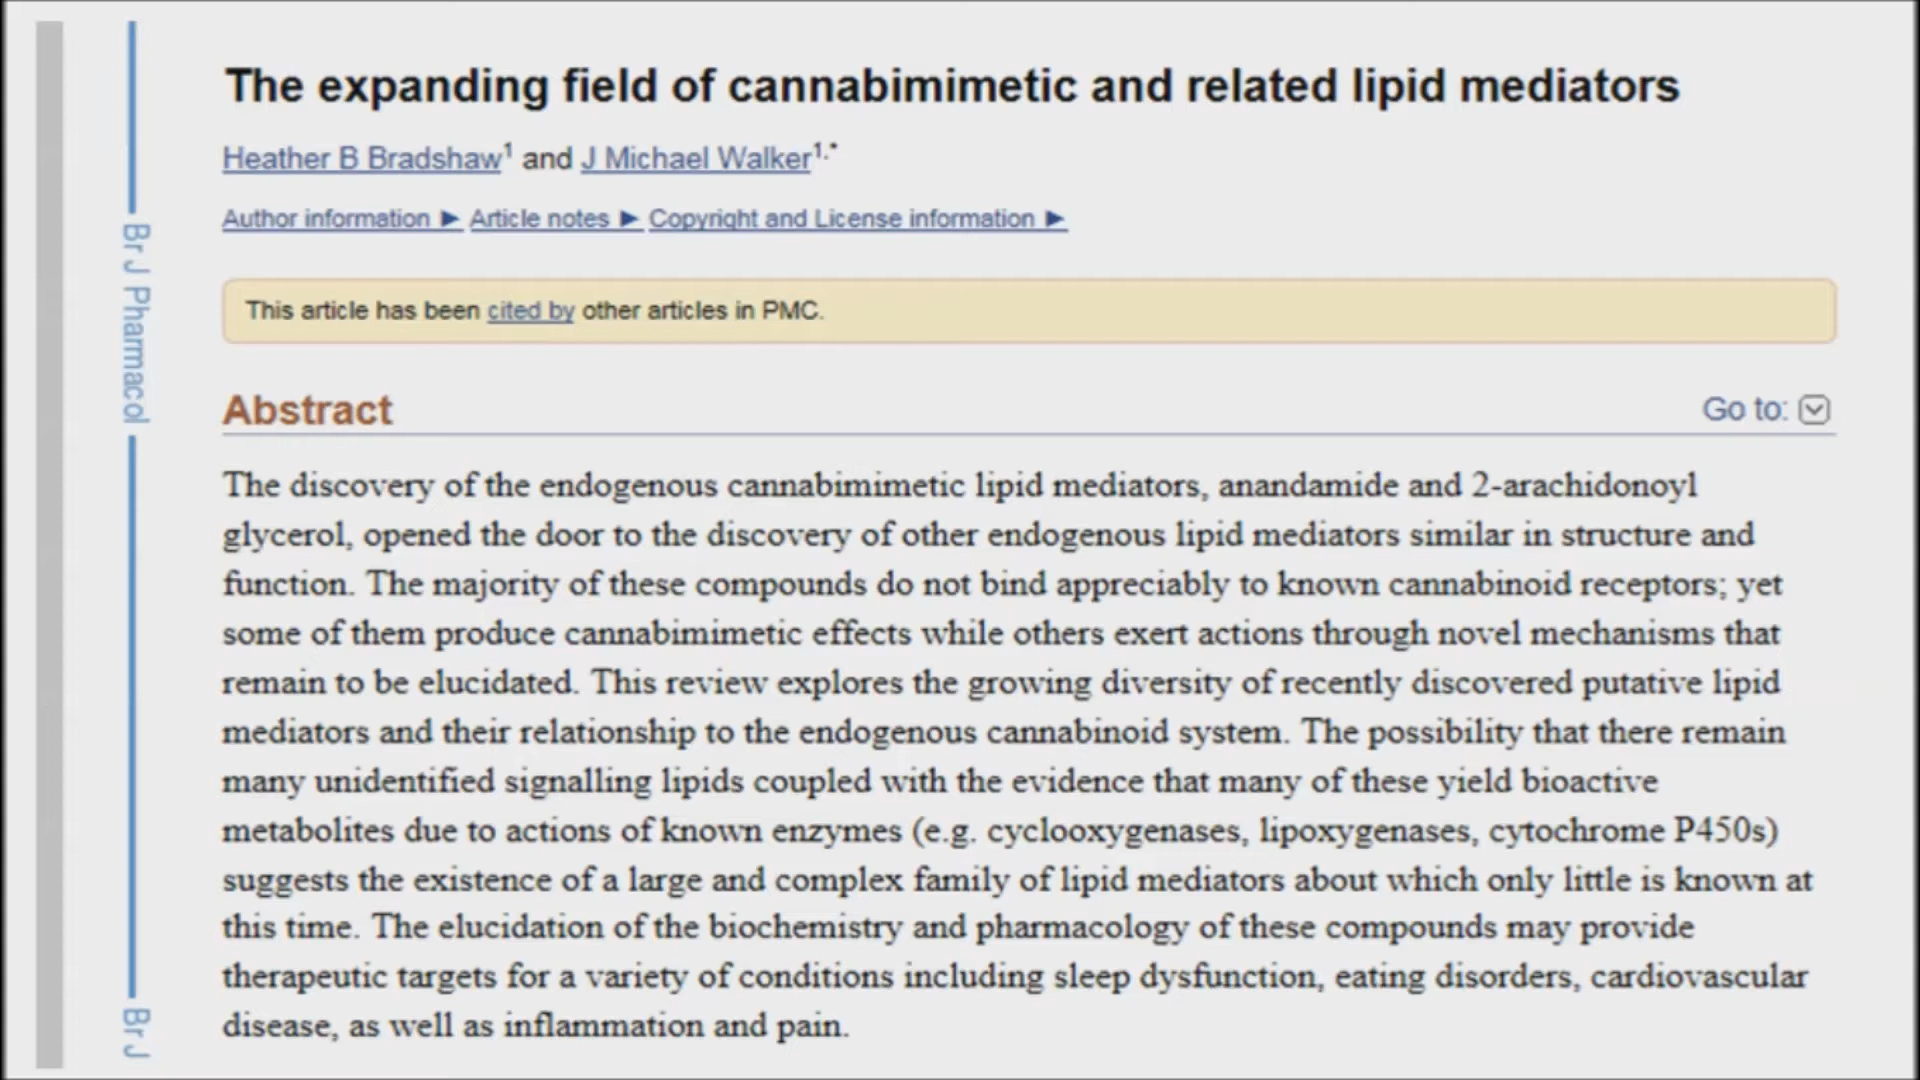 The expanding field of cannabimimetic and related lipid mediators
Heather B Bradshaw1 and J Michael Walker1,*
Author information ► Article notes ► Copyright and License information ►
This article has been cited by other articles in PMC.
Abstract
Go to:
The discovery of the endogenous cannabimimetic lipid mediators, anandamide and 2-arachidonoyl
glycerol, opened the door to the discovery of other endogenous lipid mediators similar in structure and
function. The majority of these compounds do not bind appreciably to known cannabinoid receptors; yet
some of them produce cannabimimetic effects while others exert actions through novel mechanisms that
remain to be elucidated. This review explores the growing diversity of recently discovered putative lipid
mediators and their relationship to the endogenous cannabinoid system. The possibility that there remain
many unidentified signalling lipids coupled with the evidence that many of these yield bioactive
metabolites due to actions of known enzymes (e.g. cyclooxygenases, lipoxygenases, cytochrome P450s)
suggests the existence of a large and complex family of lipid mediators about which only little is known at
this time. The elucidation of the biochemistry and pharmacology of these compounds may provide
therapeutic targets for a variety of conditions including sleep dysfunction, eating disorders, cardiovascular
disease, as well as inflammation and pain.
Br J Pharmacol
Br J